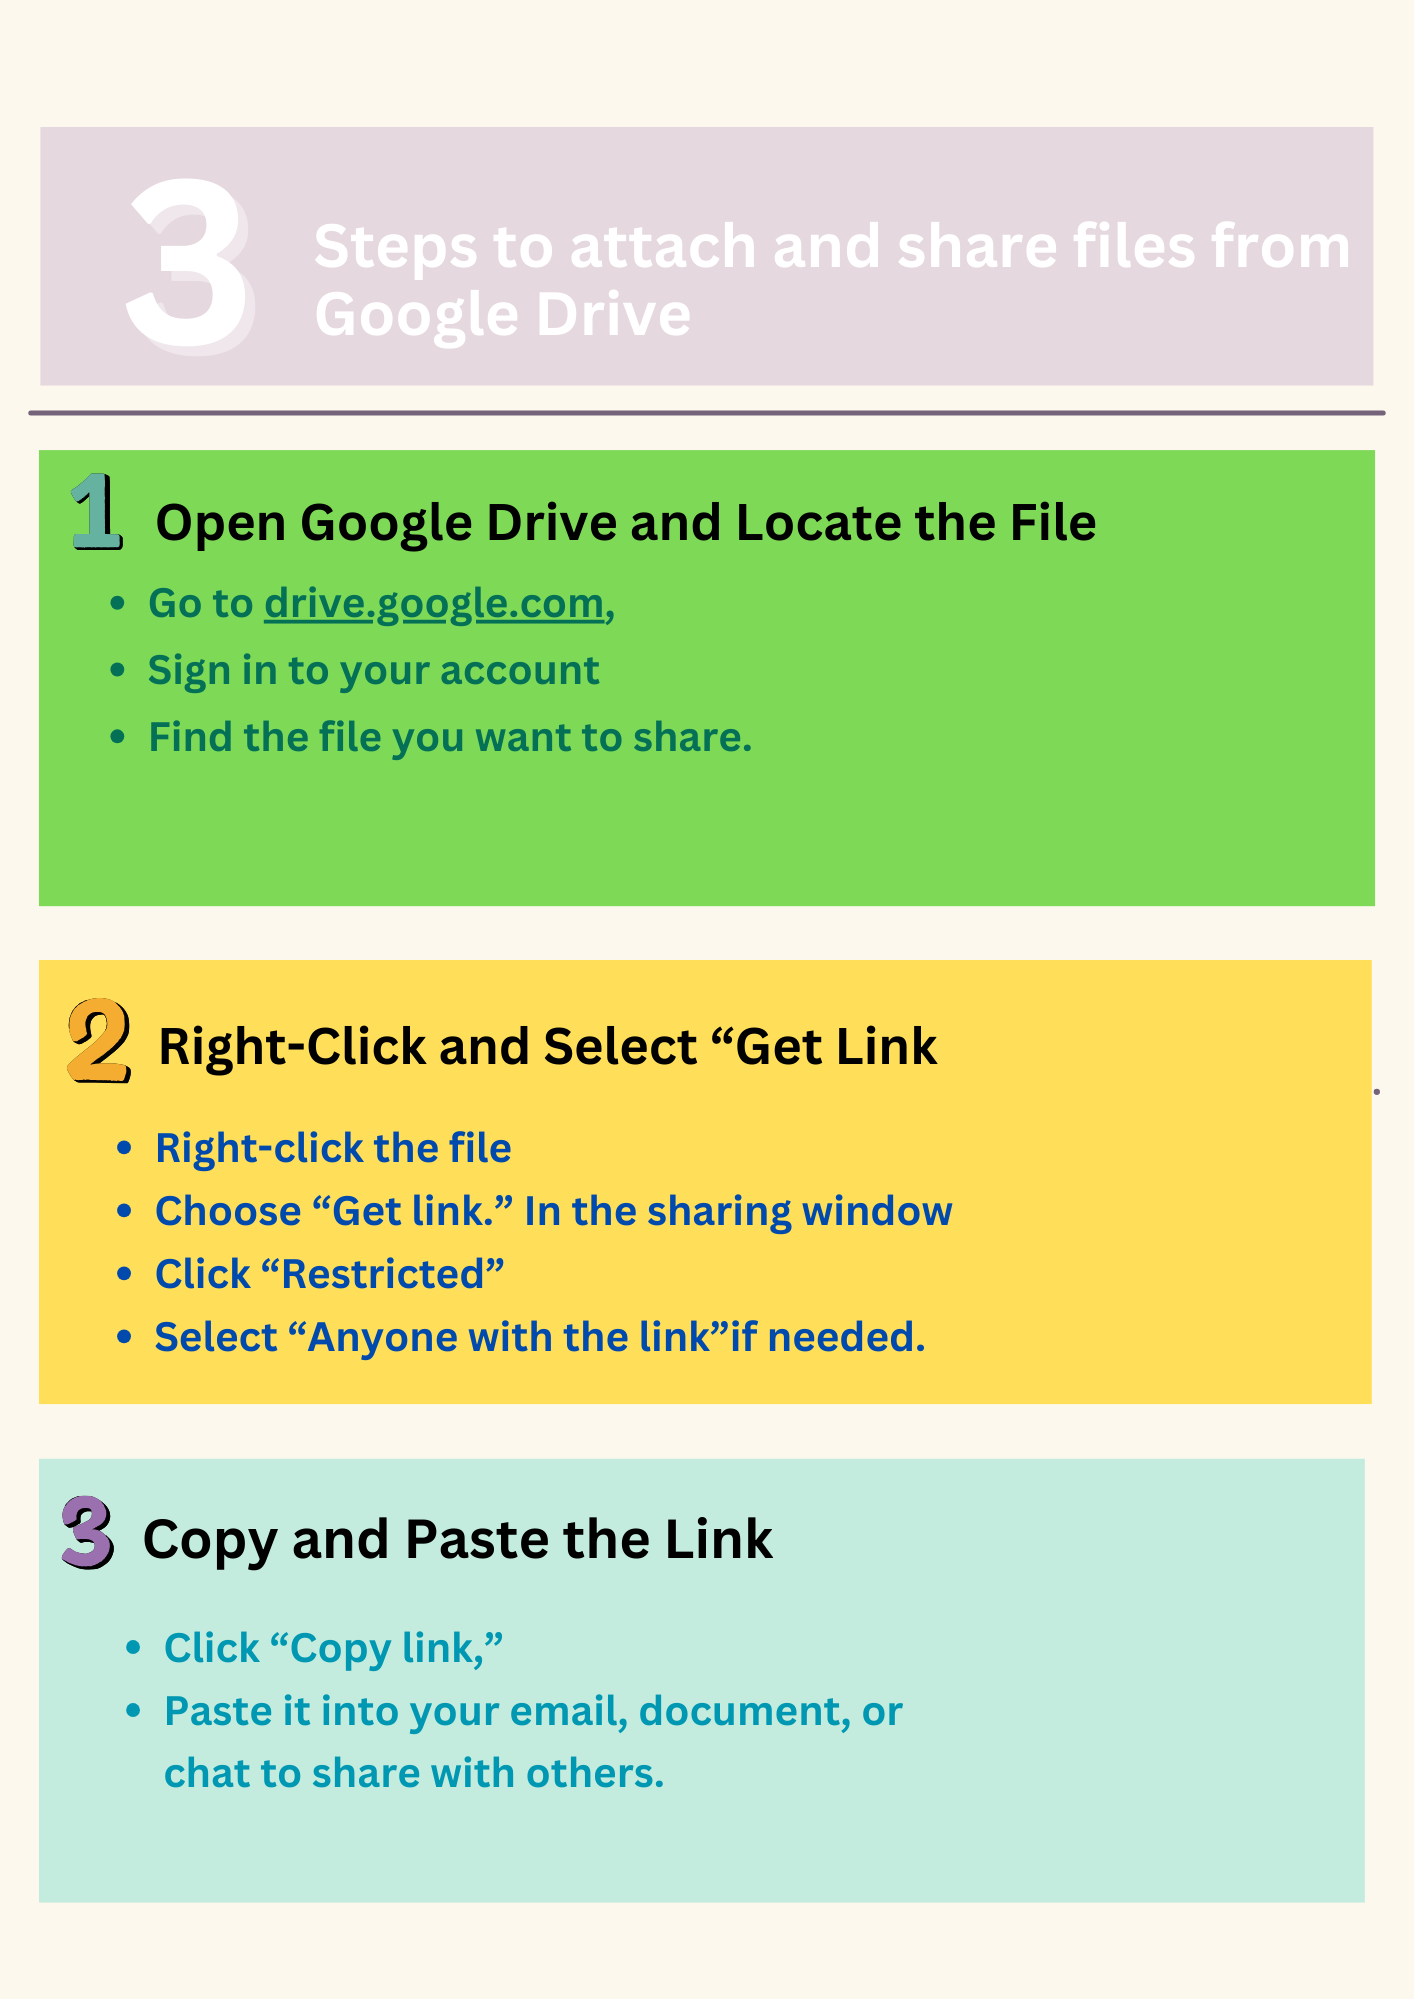 3
Steps to attach and share files from
Google Drive
1
Open Google Drive and Locate the File
• Go to drive.google.com,
• Sign in to your account
• Find the file you want to share.
2
Right-Click and Select “Get Link
• Right-click the file
• Choose “Get link.” In the sharing window
• Click “Restricted”
• Select “Anyone with the link”if needed.
.
3
Copy and Paste the Link
• Click “Copy link,”
• Paste it into your email, document, or
chat to share with others.